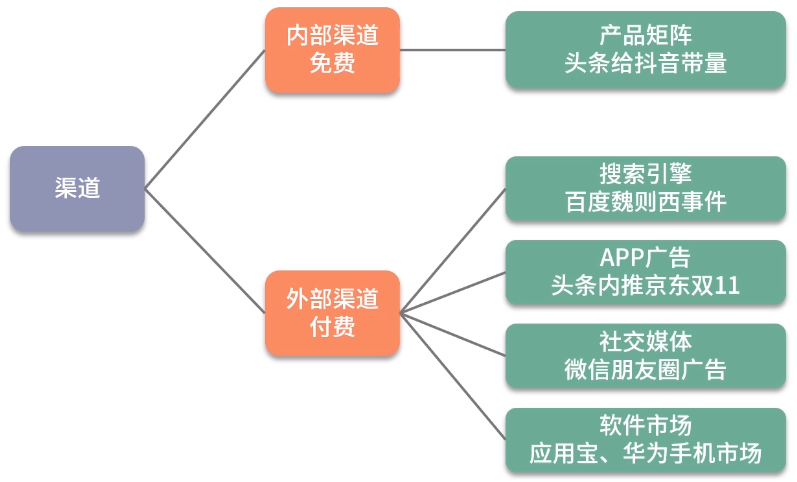 渠道
内部渠道
免费
产品矩阵
头条给抖音带量
外部渠道
付费
搜索引擎
百度魏则西事件
APP广告
头条内推京东双11
社交媒体
微信朋友圈广告
软件市场
应用宝、华为手机市场